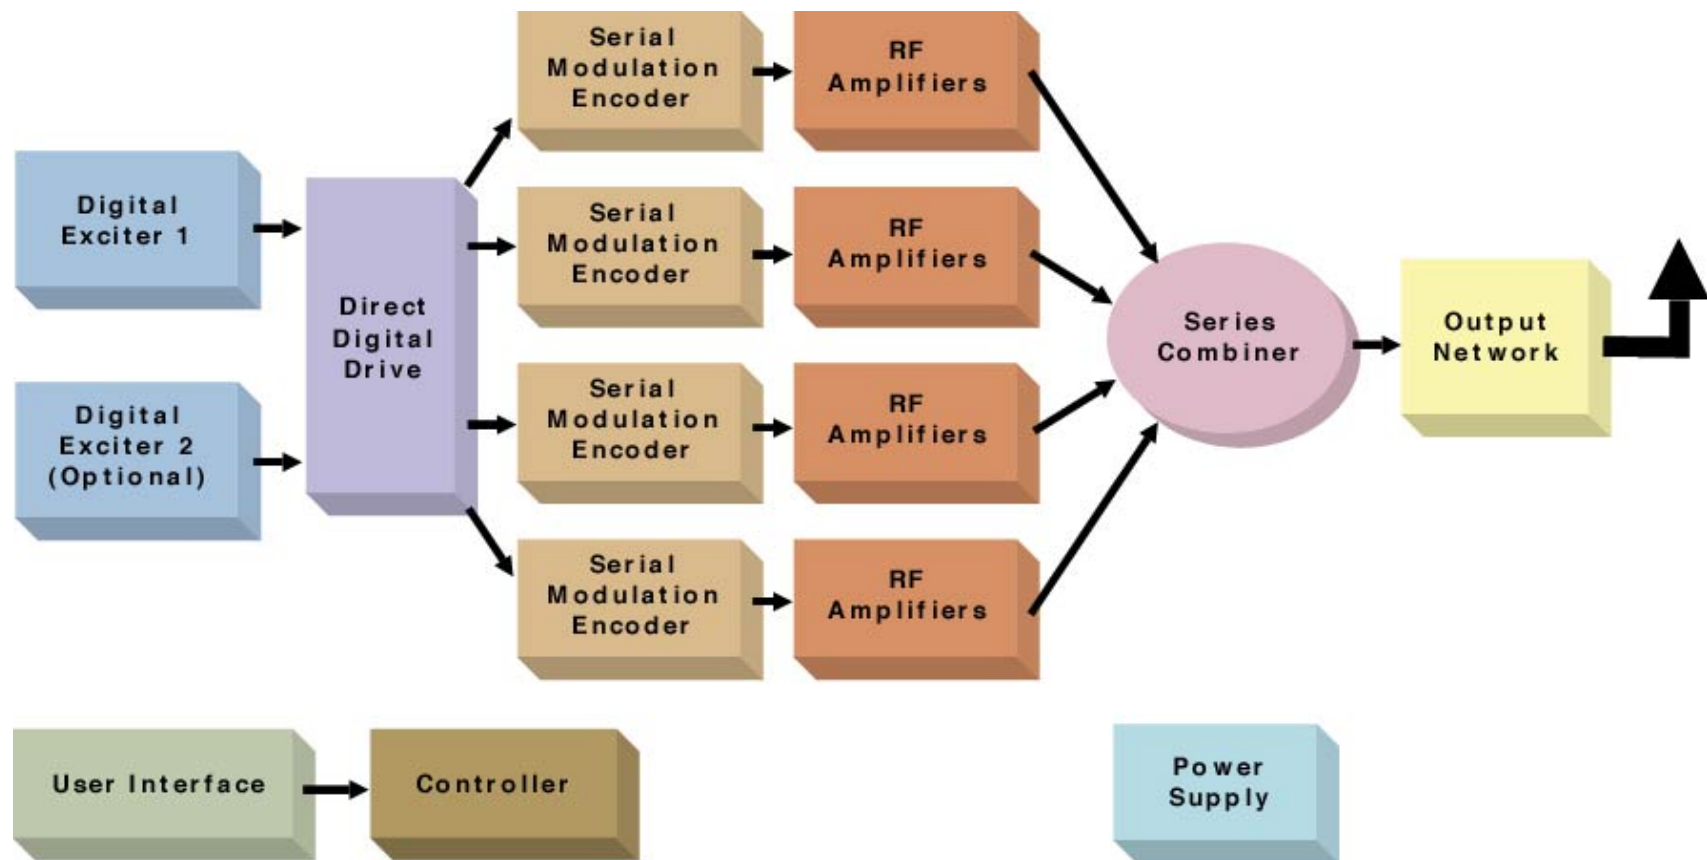 Serial
Modulation
Encoder
RF
Amplifiers
Digital
Exciter 1
Serial
Modulation
Encoder
RF
Amplifiers
Direct
Digital
Drive
Series
Combiner
Output
Network
Digital
Exciter 2
(Optional)
Serial
Modulation
Encoder
RF
Amplifiers
Serial
Modulation
Encoder
RF
Amplifiers
User Interface
Controller
Power
Supply